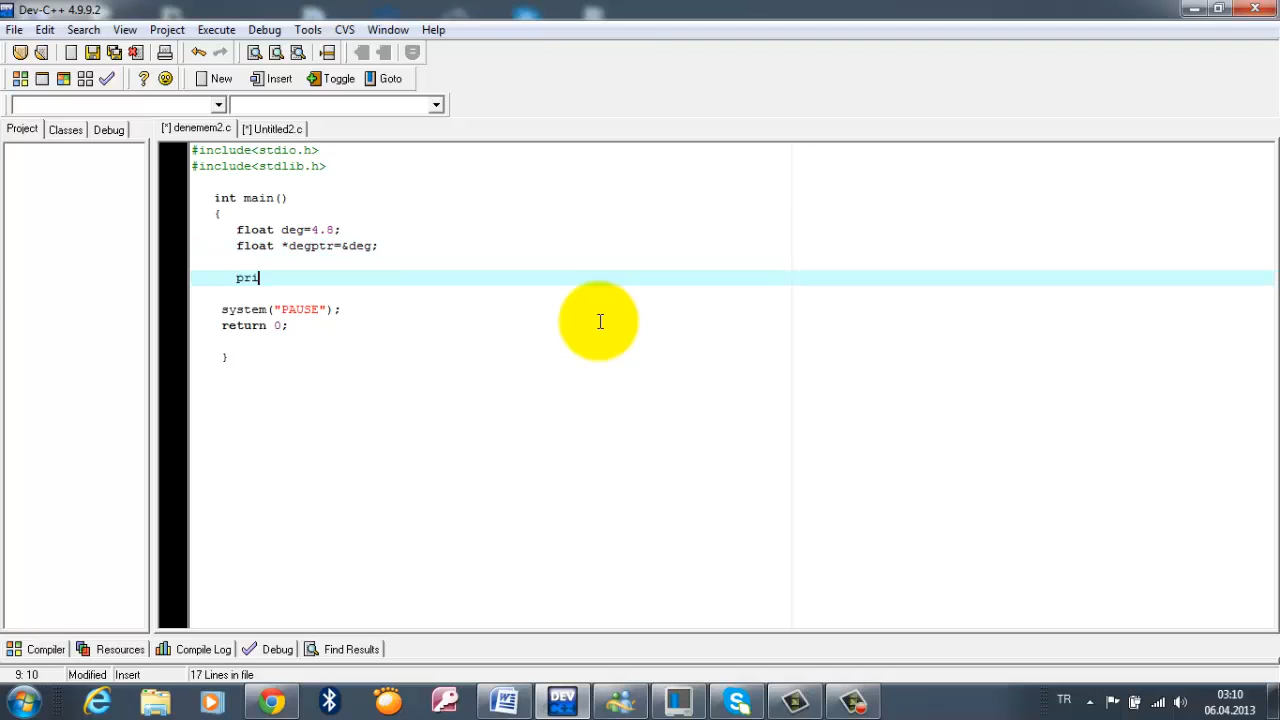 Dev-C++ 4.9.9.2
File Edit Search View Project Execute Debug Tools CVS Window Help
New Insert Toggle Goto
Project Classes Debug [*] denemem2.c [*] Untitled2.c
#include<stdio.h>
#include<stdlib.h>
int main()
{
float deg=4.8;
float *degptr=&deg;
pri
system("PAUSE");
return 0;
}
Compiler Resources Compile Log Debug Find Results
9: 10 Modified Insert 17 Lines in file
DEV C++ TR 03:10
06.04.2013